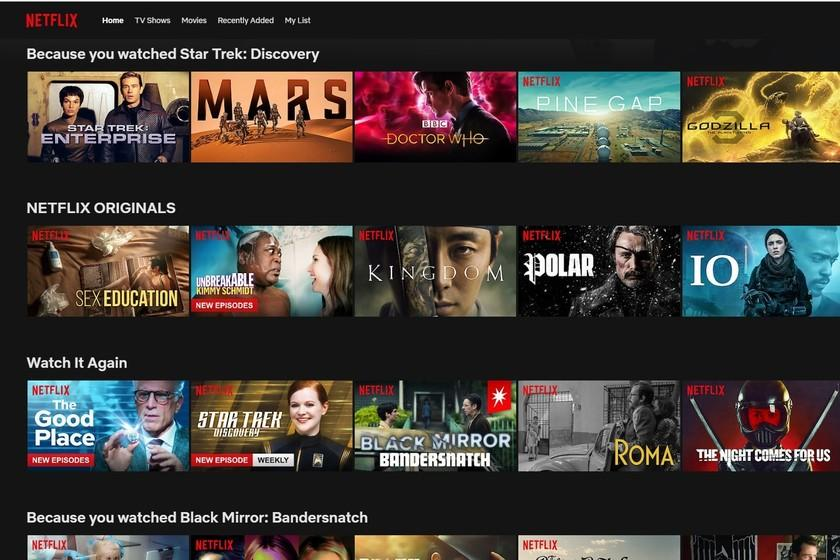 NETFLIX
Home TV Shows Movies Recently Added My List
Because you watched Star Trek: Discovery
STAR TREK:
ENTERPRISE
MARS
BBC
DOCTOR WHO
NETFLIX
PINE GAP
NETFLIX
GODZILLA
NETFLIX ORIGINALS
NETFLIX
SEX EDUCATION
NETFLIX
UNBREAKABLE
KIMMY SCHMIDT
NEW EPISODES
NETFLIX
KINGDOM
NETFLIX
POLAR
NETFLIX
IO
Watch It Again
NETFLIX
The
Good
Place
NEW EPISODES
NETFLIX
STAR TREK
DISCOVERY
NEW EPISODE WEEKLY
NETFLIX
BLACK MIRROR
BANDERSNATCH
NETFLIX
ROMA
NETFLIX
THE NIGHT COMES FOR US
Because you watched Black Mirror: Bandersnatch
NETFLIX
NETFLIX
NETFLIX